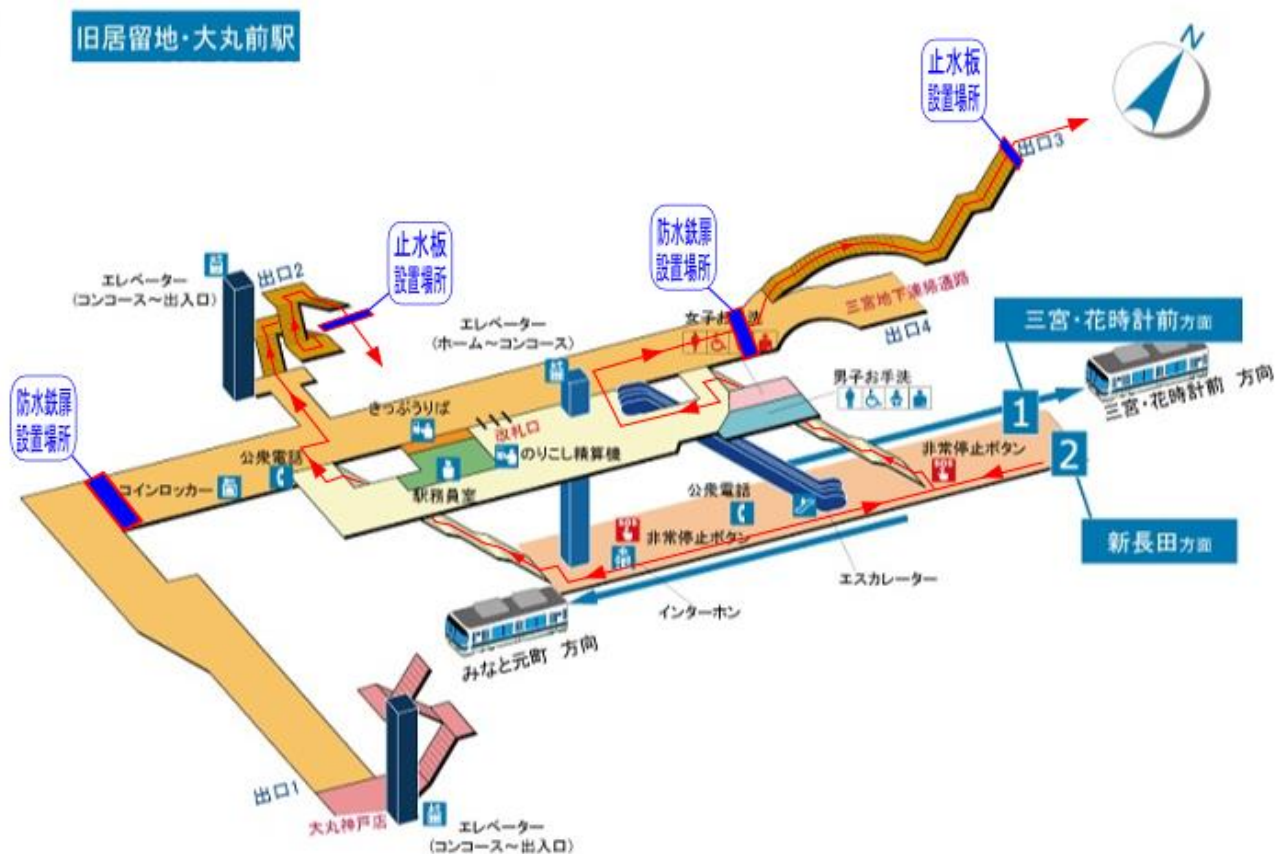 旧居留地・大丸前駅
N
止水板
設置場所
出口3
防水鉄扉
設置場所
止水板
設置場所
エレベーター
(コンコース～出入口)
出口2
エレベーター
(ホーム～コンコース)
女子お手洗
三宮地下連絡通路
出口4
三宮・花時計前方面
防水鉄扉
設置場所
きっぷうりば
改札口
男子お手洗
1
三宮・花時計前 方向
公衆電話
のりこし精算機
コインロッカー
駅務員室
非常停止ボタン
SOS
2
公衆電話
SOS
非常停止ボタン
新長田方面
エスカレーター
インターホン
みなと元町 方向
出口1
大丸神戸店
エレベーター
(コンコース～出入口)